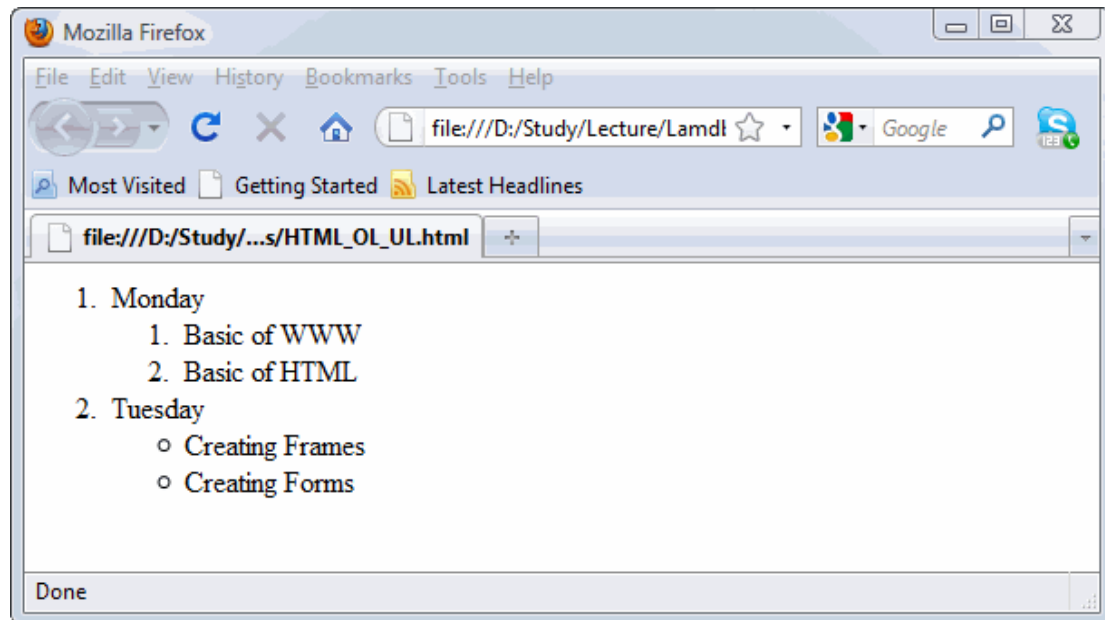 Mozilla Firefox
File Edit View History Bookmarks Tools Help
file:///D:/Study/Lecture/Lamdl Google
Most Visited Getting Started Latest Headlines
file:///D:/Study/...s/HTML_OL_UL.html
1. Monday
1. Basic of WWW
2. Basic of HTML
2. Tuesday
○ Creating Frames
○ Creating Forms
Done